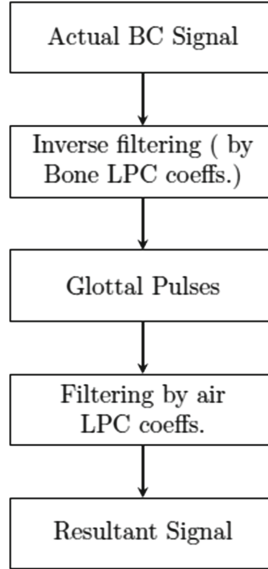 Actual BC Signal
Inverse filtering ( by
Bone LPC coeffs.)
Glottal Pulses
Filtering by air
LPC coeffs.
Resultant Signal